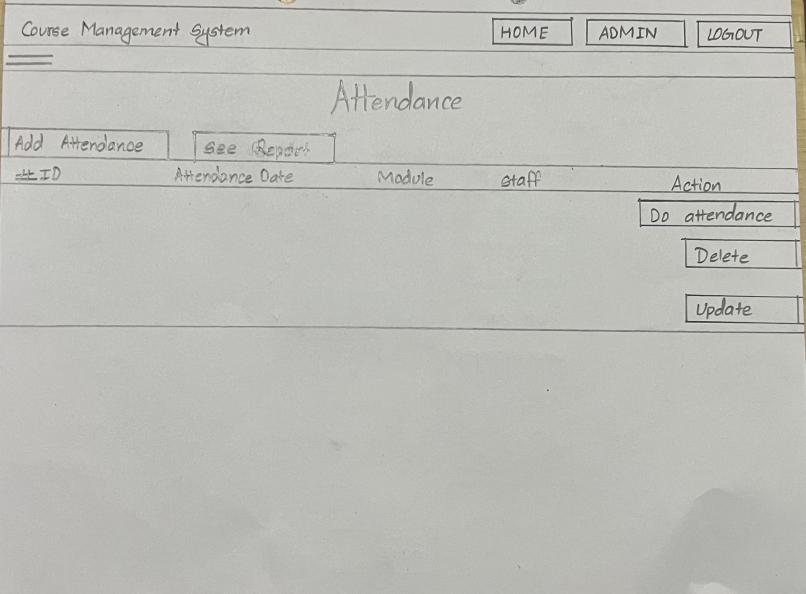 Course Management System HOME ADMIN LOGOUT
Attendance
Add Attendance See Report
#ID Attendance Date Module Staff Action
Do attendance
Delete
Update